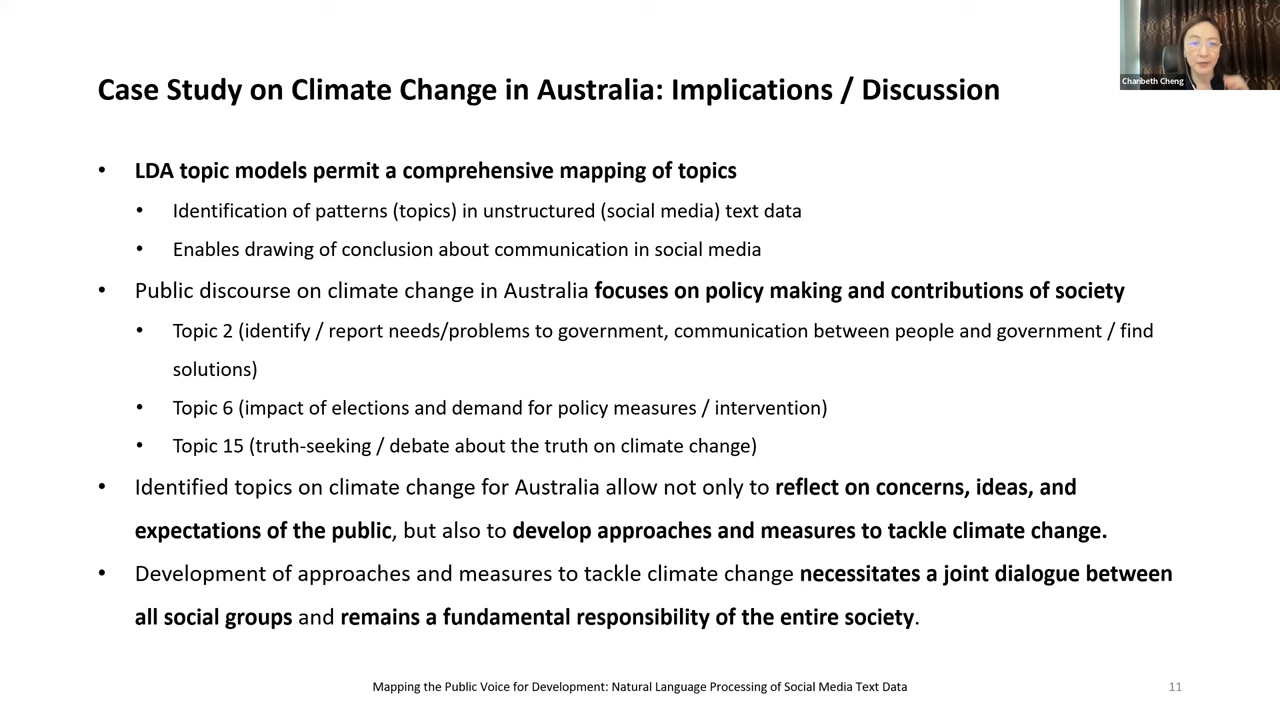 Charibeth Cheng
Case Study on Climate Change in Australia: Implications / Discussion
• LDA topic models permit a comprehensive mapping of topics
• Identification of patterns (topics) in unstructured (social media) text data
• Enables drawing of conclusion about communication in social media
• Public discourse on climate change in Australia focuses on policy making and contributions of society
• Topic 2 (identify / report needs/problems to government, communication between people and government / find
solutions)
• Topic 6 (impact of elections and demand for policy measures / intervention)
• Topic 15 (truth-seeking / debate about the truth on climate change)
• Identified topics on climate change for Australia allow not only to reflect on concerns, ideas, and
expectations of the public, but also to develop approaches and measures to tackle climate change.
• Development of approaches and measures to tackle climate change necessitates a joint dialogue between
all social groups and remains a fundamental responsibility of the entire society.
Mapping the Public Voice for Development: Natural Language Processing of Social Media Text Data
11